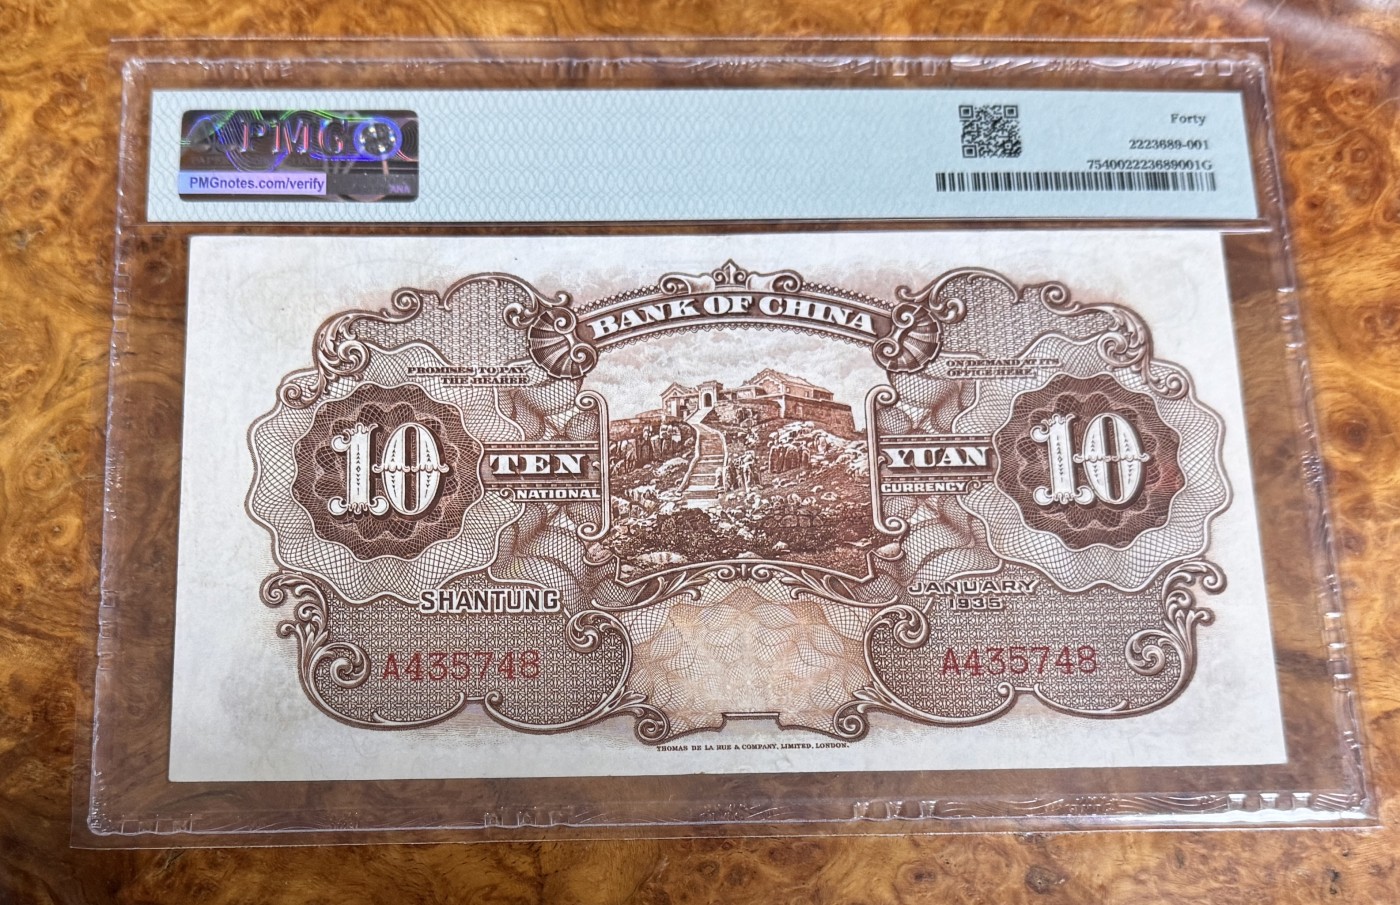 PMG
PMGnotes.com/verify
Forty
2223689-001
754002223689001G
BANK OF CHINA
PROMISES TO PAY
THE BEARER
ON DEMAND AT ITS
OFFICE HERE
10
10
TEN
YUAN
NATIONAL
CURRENCY
SHANTUNG
JANUARY
1935
A435748
A435748
THOMAS DE LA RUE & COMPANY, LIMITED, LONDON.